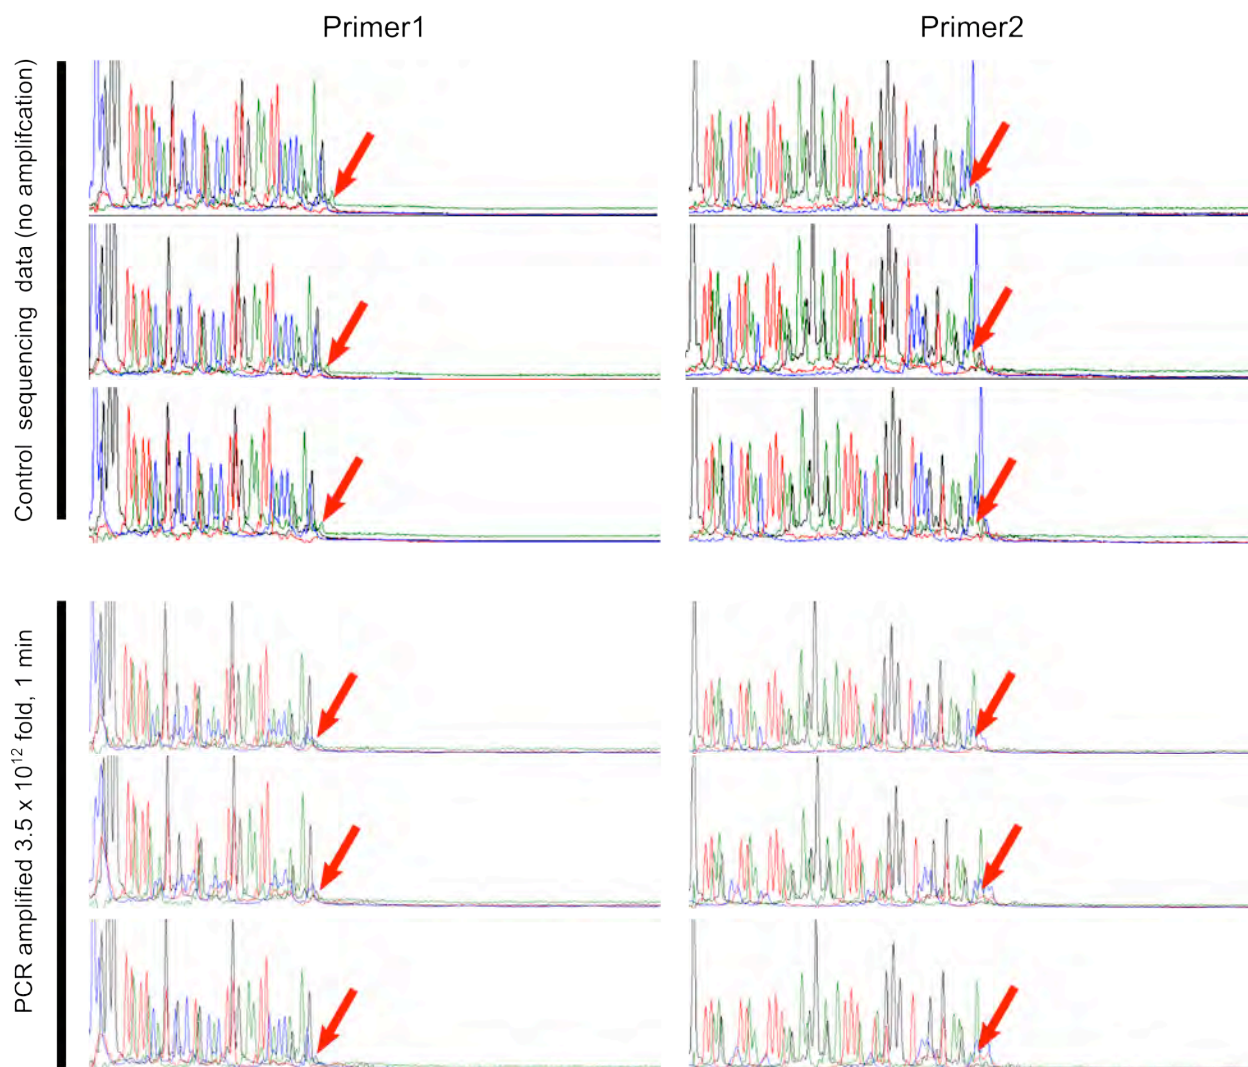 Primer1
Primer2
Control sequencing data (no amplifcation)
PCR amplified 3.5 x 10¹² fold, 1 min